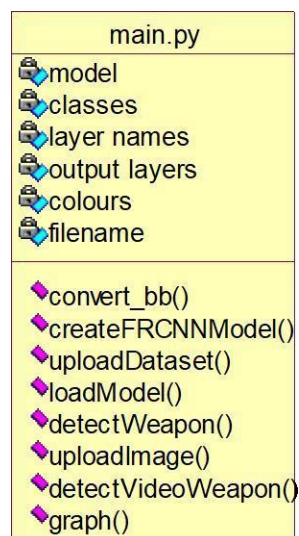 main.py
model
classes
layer names
output layers
colours
filename
convert_bb()
createFRCNNModel()
uploadDataset()
loadModel()
detectWeapon()
uploadImage()
detectVideoWeapon()
graph()